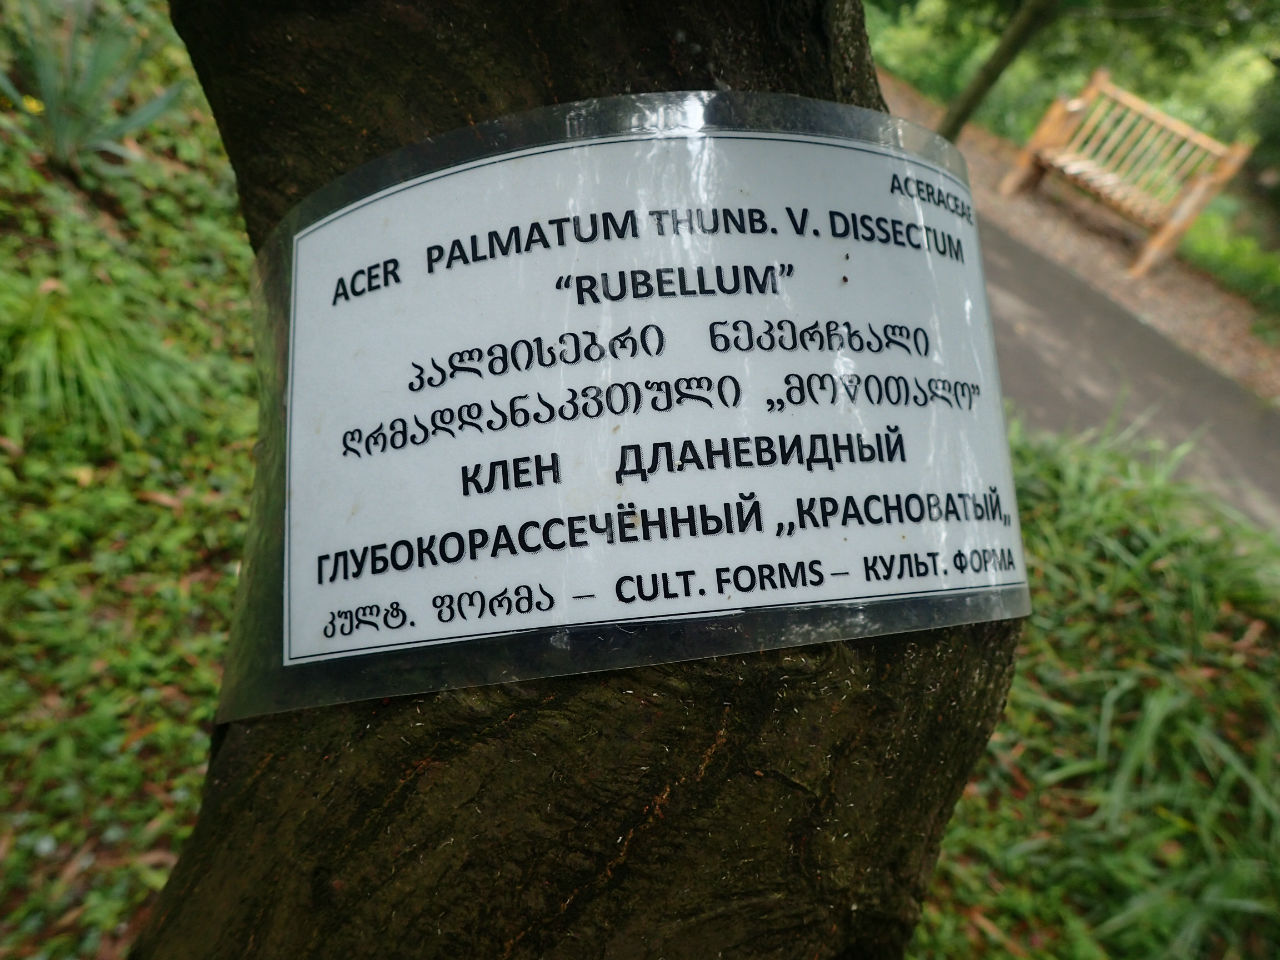 ACERACEAE
ACER PALMATUM THUNB. V. DISSECTUM
“RUBELLUM”
პალმისებრი ნეკერჩხალი
ღრმადდანაკვთული „მოწითალო”
КЛЕН ДЛАНЕВИДНЫЙ
ГЛУБОКОРАССЕЧЁННЫЙ ,,КРАСНОВАТЫЙ,,
კულტ. ფორმა – CULT. FORMS – КУЛЬТ. ФОРМА